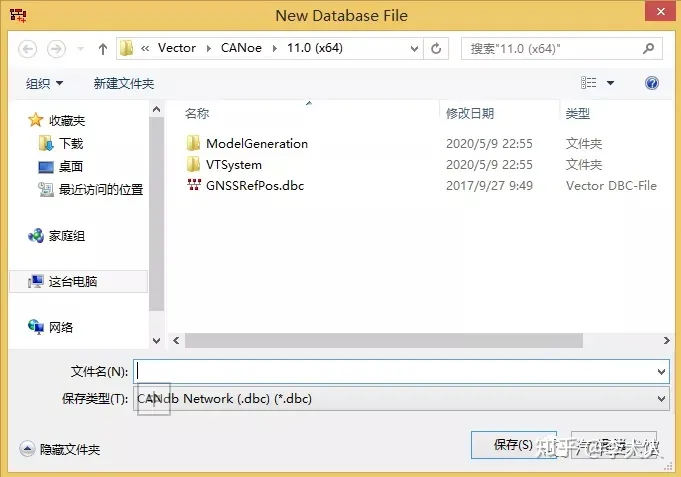 New Database File
« Vector CANoe 11.0 (x64)
搜索"11.0 (x64)"
组织 新建文件夹
名称 修改日期 类型
收藏夹
下载
桌面
最近访问的位置
家庭组
这台电脑
网络
ModelGeneration 2020/5/9 22:55 文件夹
VTSystem 2020/5/9 22:55 文件夹
GNSSRefPos.dbc 2017/9/27 9:49 Vector DBC-File
文件名(N):
保存类型(T): CANdb Network (.dbc) (*.dbc)
隐藏文件夹
保存(S)
知乎